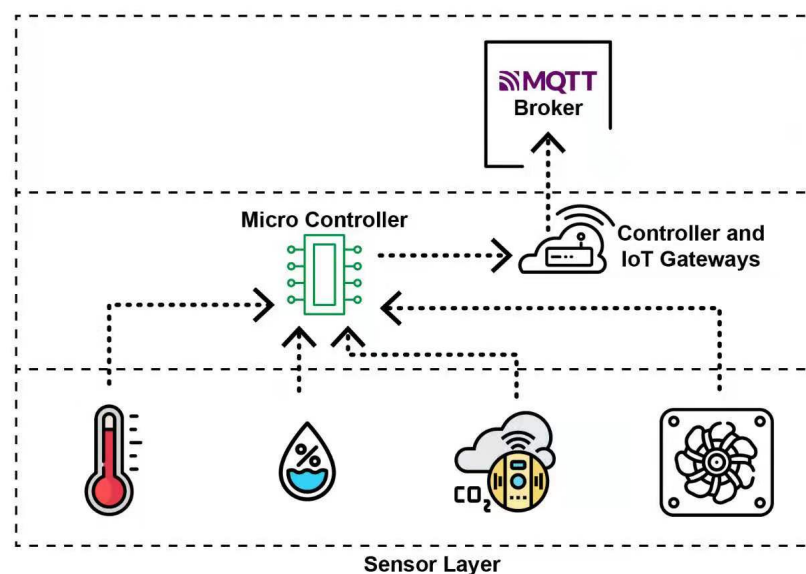 MQTT
Broker
Micro Controller
Controller and
IoT Gateways
%
CO2
Sensor Layer